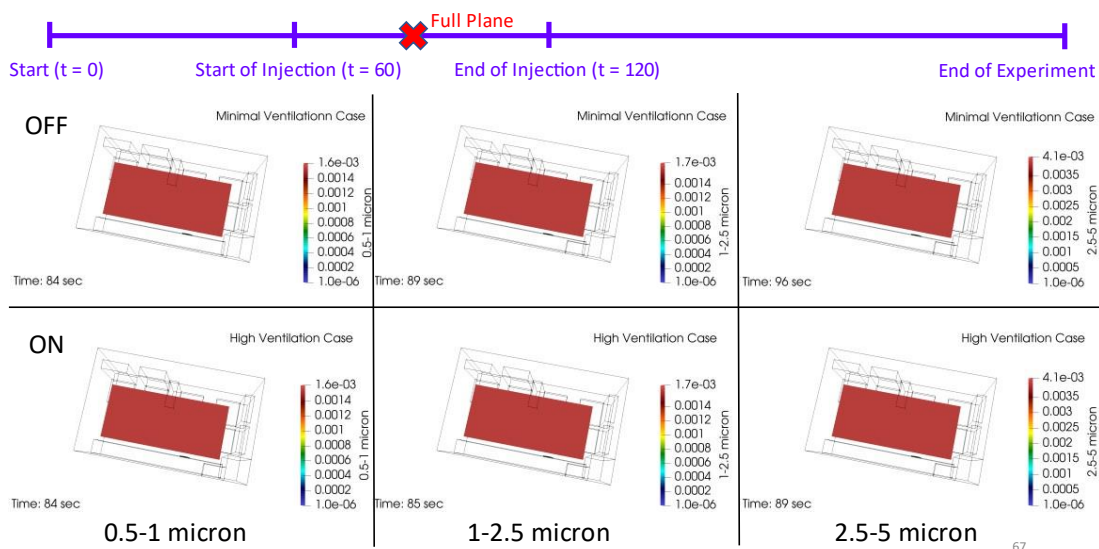 Full Plane
Start (t = 0)
Start of Injection (t = 60)
End of Injection (t = 120)
End of Experiment
OFF
Minimal Ventilationn Case
1.6e-03
0.0014
0.0012
0.001
0.0008
0.0006
0.0004
0.0002
1.0e-06
0.5-1 micron
Time: 84 sec
Minimal Ventilationn Case
1.7e-03
0.0014
0.0012
0.001
0.0008
0.0006
0.0004
0.0002
1.0e-06
1-2.5 micron
Time: 89 sec
Minimal Ventilationn Case
4.1e-03
0.0035
0.003
0.0025
0.002
0.0015
0.001
0.0005
1.0e-06
2.5-5 micron
Time: 96 sec
ON
High Ventilation Case
1.6e-03
0.0014
0.0012
0.001
0.0008
0.0006
0.0004
0.0002
1.0e-06
0.5-1 micron
Time: 84 sec
High Ventilation Case
1.7e-03
0.0014
0.0012
0.001
0.0008
0.0006
0.0004
0.0002
1.0e-06
1-2.5 micron
Time: 85 sec
High Ventilation Case
4.1e-03
0.0035
0.003
0.0025
0.002
0.0015
0.001
0.0005
1.0e-06
2.5-5 micron
Time: 89 sec
0.5-1 micron
1-2.5 micron
2.5-5 micron
67